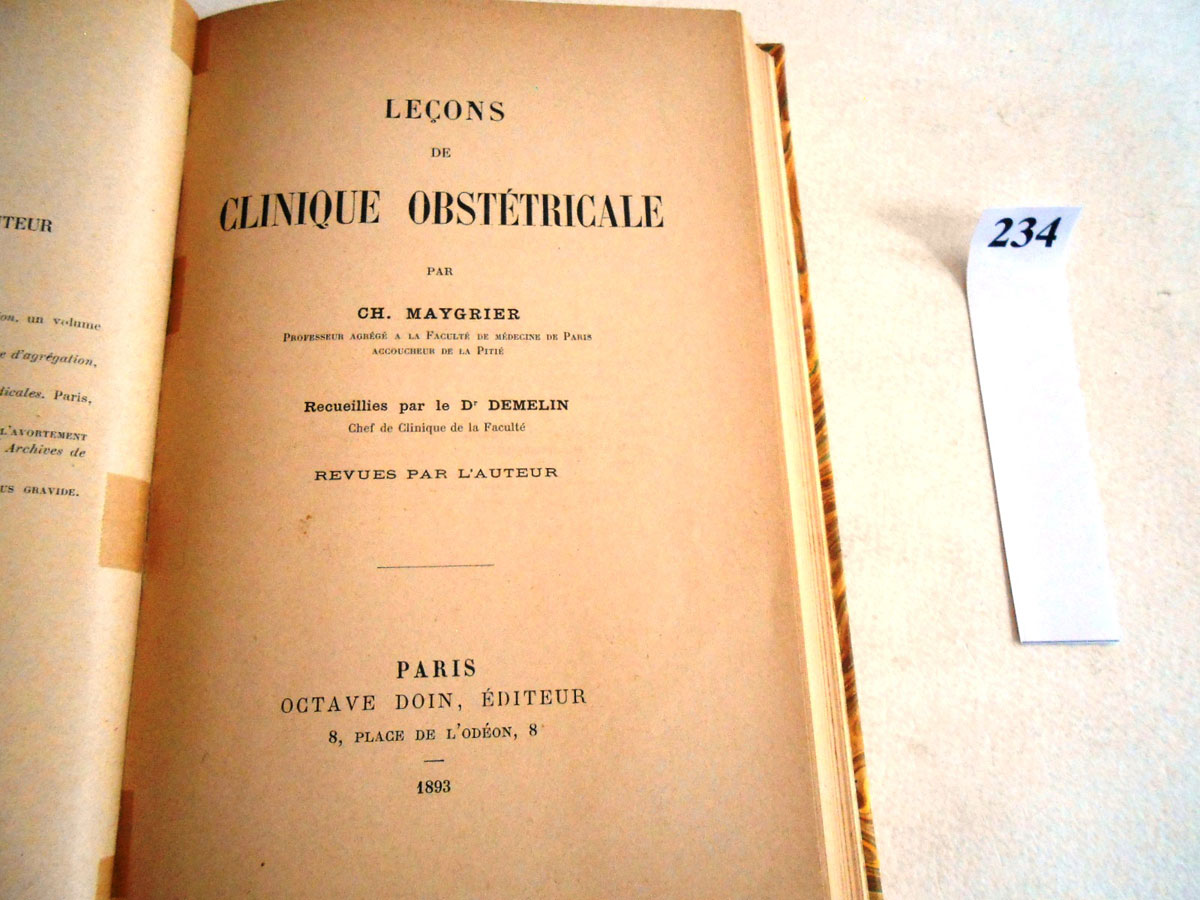 TEUR
on, un volume
e d'agrégation,
dicales. Paris,
L'AVORTEMENT
Archives de
US GRAVIDE.
LEÇONS
DE
CLINIQUE OBSTÉTRICALE
PAR
CH. MAYGRIER
PROFESSEUR AGRÉGÉ A LA FACULTÉ DE MÉDECINE DE PARIS
ACCOUCHEUR DE LA PITIÉ
Recueillies par le Dr DEMELIN
Chef de Clinique de la Faculté
REVUES PAR L'AUTEUR
PARIS
OCTAVE DOIN, ÉDITEUR
8, PLACE DE L'ODÉON, 8
1893
234